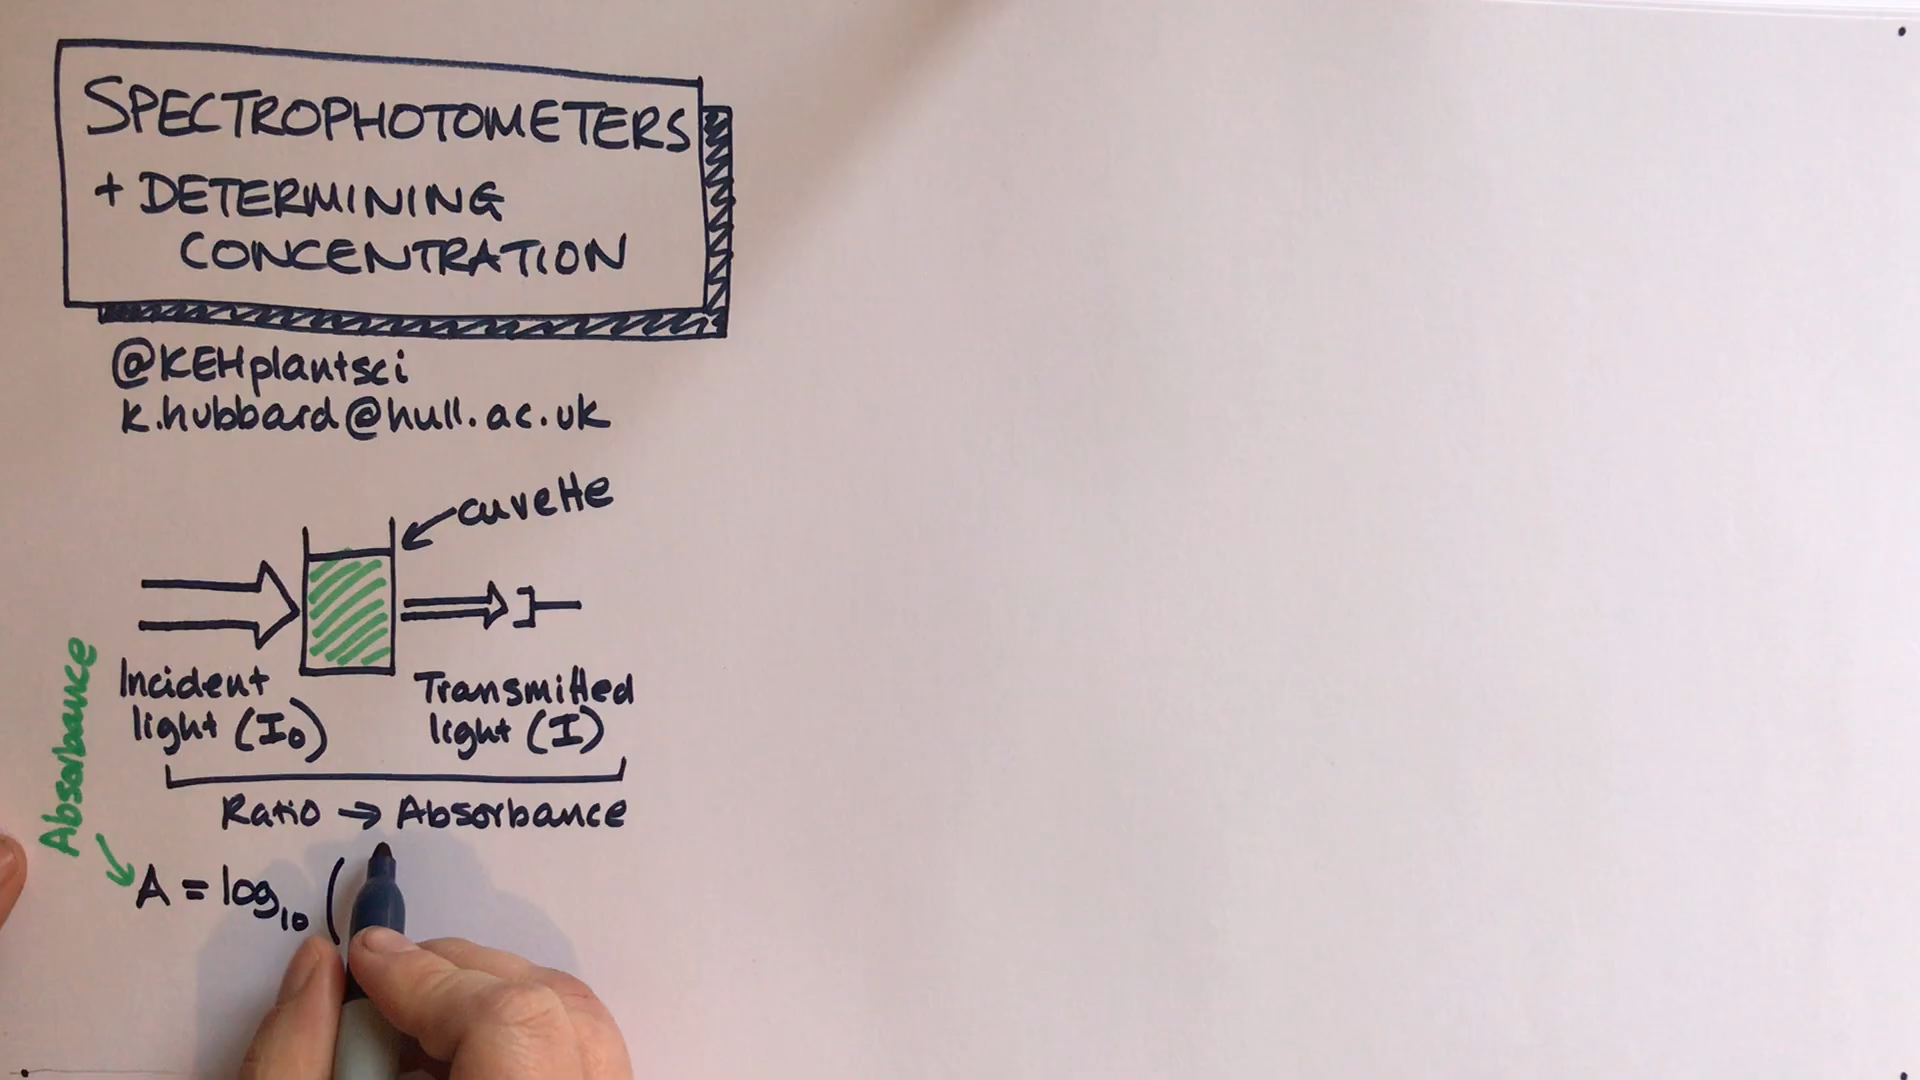 SPECTROPHOTOMETERS
+ DETERMINING
CONCENTRATION
@KEHplantsci
k.hubbard@hull.ac.uk
cuvette
Incident
light (I₀)
Transmitted
light (I)
Ratio → Absorbance
Absorbance
A = log₁₀ (